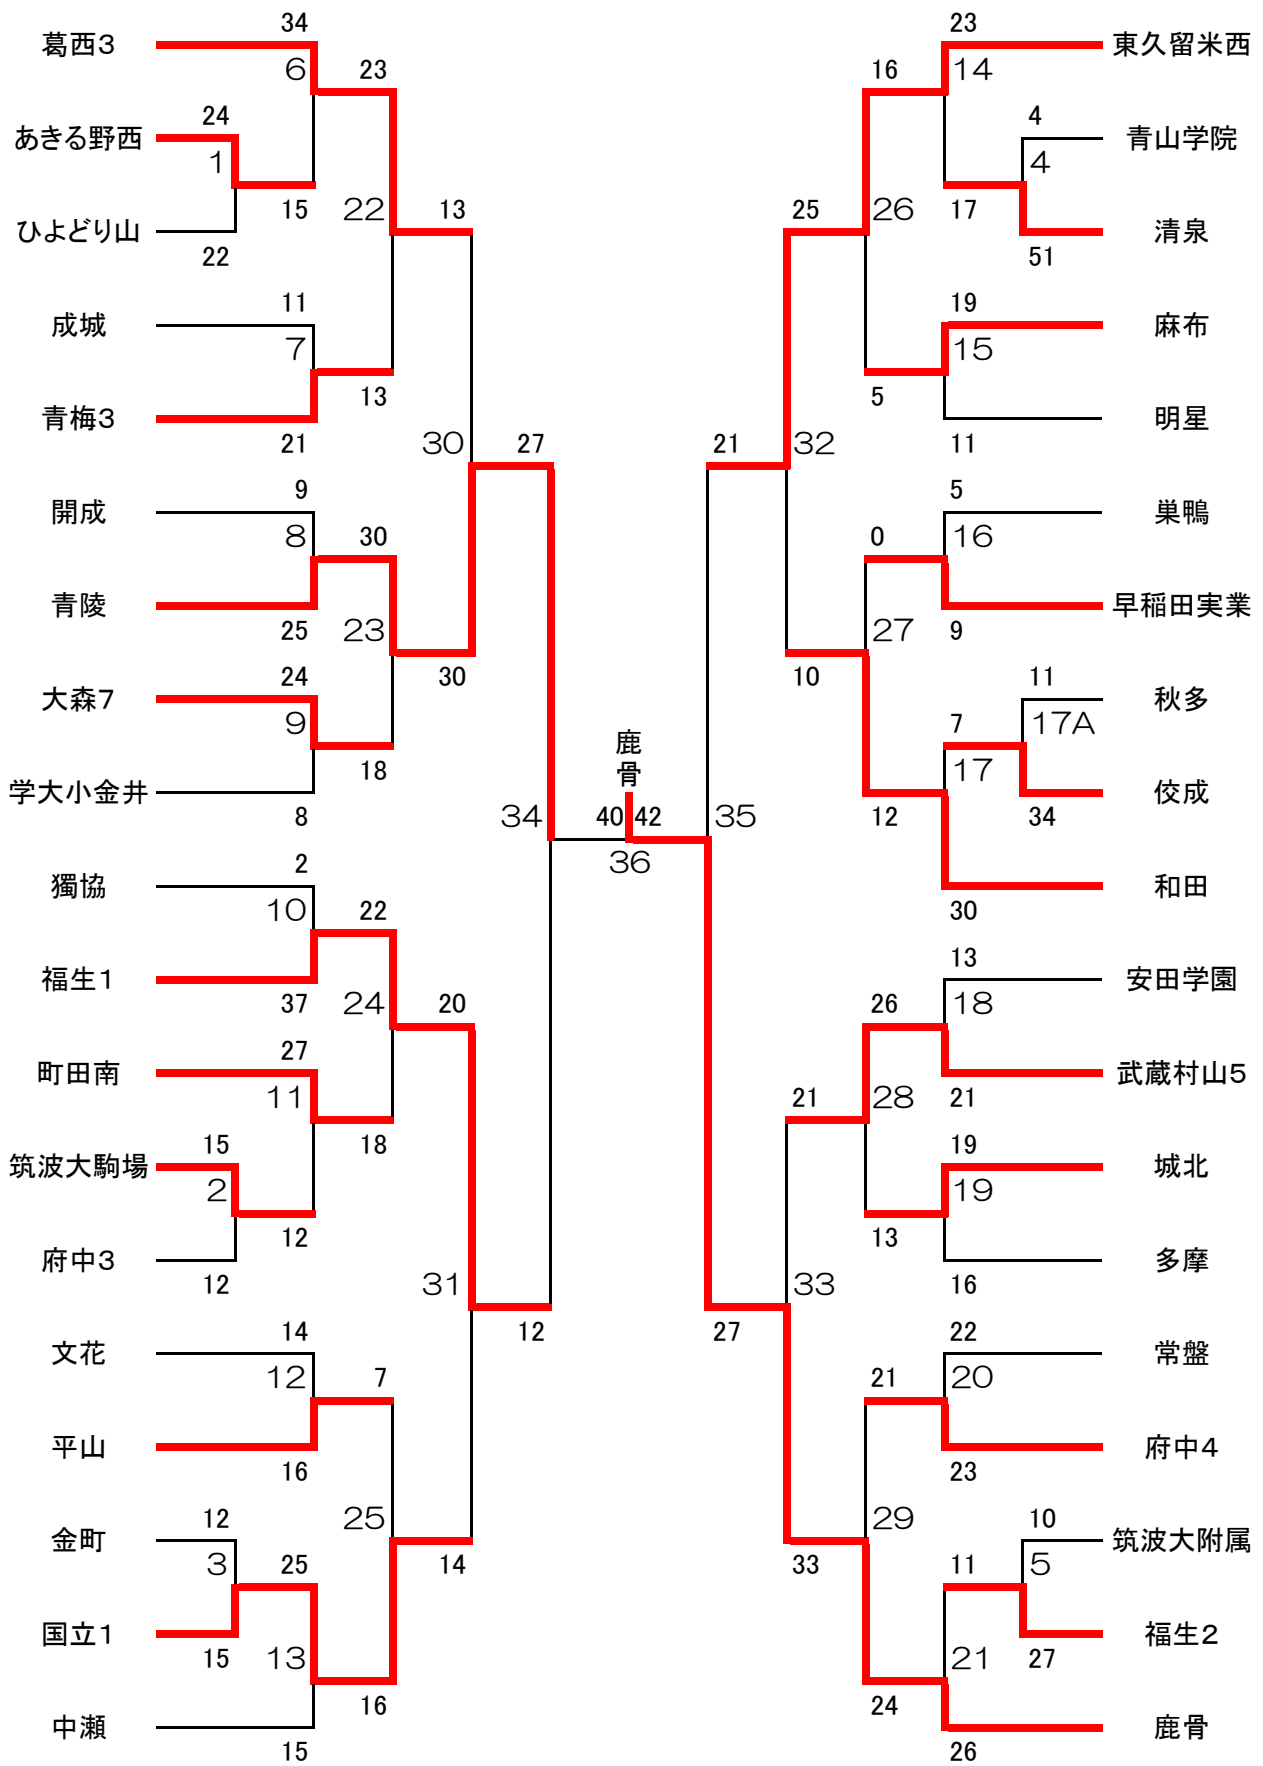 34
葛西３
6
23
24
あきる野西
1
15
ひよどり山
22
22
13
11
成城
7
13
青梅３
21
30
27
9
開成
8
30
青陵
25
23
24
30
大森７
9
18
学大小金井
8
34
2
獨協
10
22
福生１
37
24
20
27
町田南
11
18
15
筑波大駒場
2
12
府中３
12
31
12
14
文花
12
7
平山
16
25
12
金町
3
25
14
国立１
15
13
16
中瀬
15
鹿
骨
40 42
36
23
東久留米西
16
14
4
青山学院
4
17
清泉
51
25
26
19
麻布
15
5
明星
11
21
32
5
巣鴨
0
16
早稲田実業
9
27
10
11
秋多
7
17A
17
佼成
12
34
35
和田
30
13
安田学園
26
18
武蔵村山５
21
21
28
19
城北
19
13
多摩
16
33
27
22
常盤
21
20
府中４
23
29
10
筑波大附属
33
11
5
福生２
27
21
24
鹿骨
26